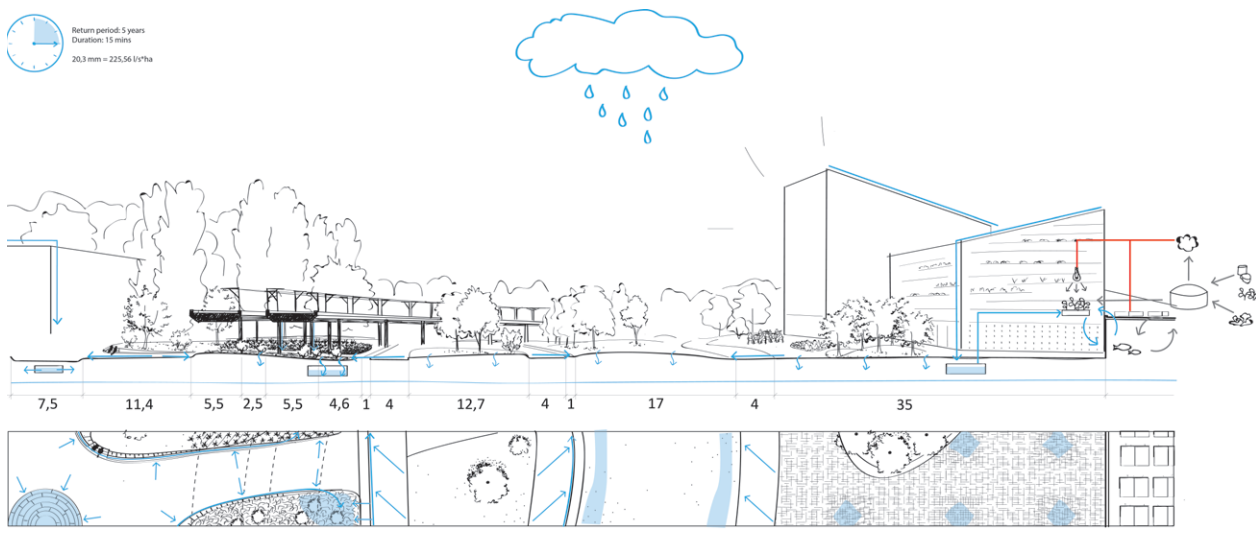 Return period: 5 years
Duration: 15 mins
20,3 mm = 225,56 l/s*ha
7,5 11,4 5,5 2,5 5,5 4,6 1 4 12,7 4 1 17 4 35